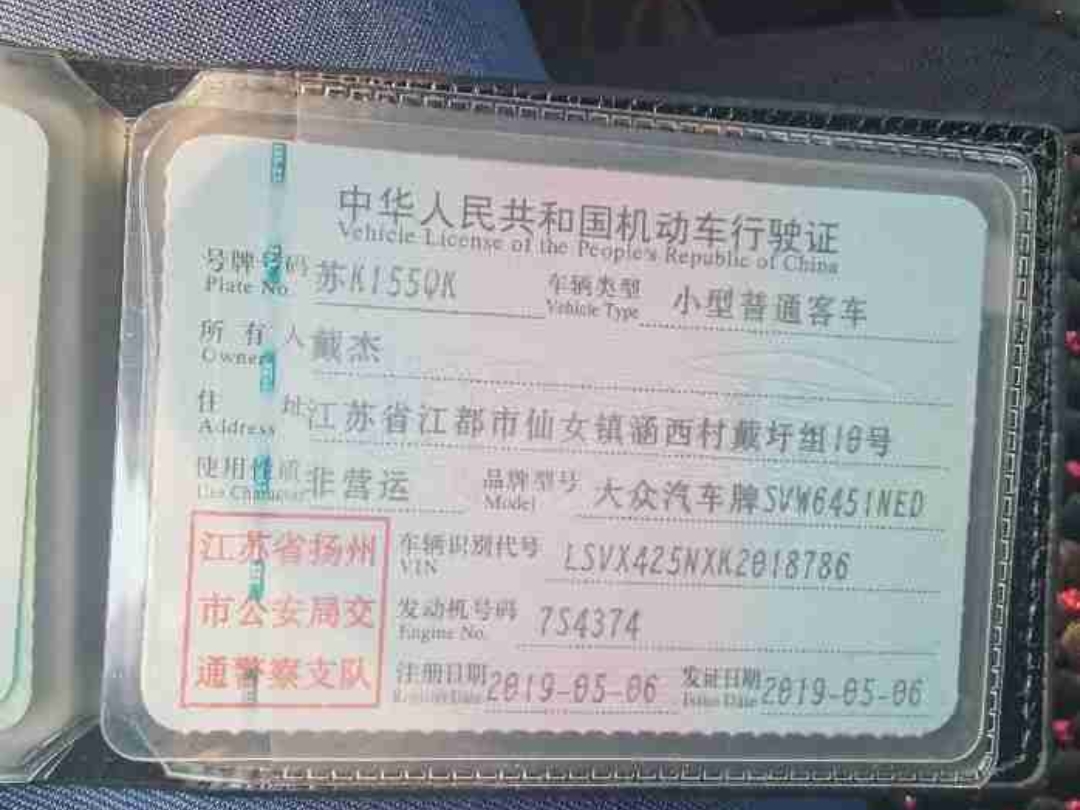 中华人民共和国机动车行驶证
Vehicle License of the People's Republic of China
号牌号码 苏K155QK 车辆类型 小型普通客车
Plate No. Vehicle Type
所有人 戴杰
Owner
住址 江苏省江都市仙女镇涵西村戴圩组10号
Address
使用性质 非营运 品牌型号 大众汽车牌SVW6451NED
Use Character Model
车辆识别代号 LSVX425NXK2018786
VIN
发动机号码 7S4374
Engine No.
注册日期 2019-05-06 发证日期 2019-05-06
Register Date Issue Date
江苏省扬州
市公安局交
通警察支队